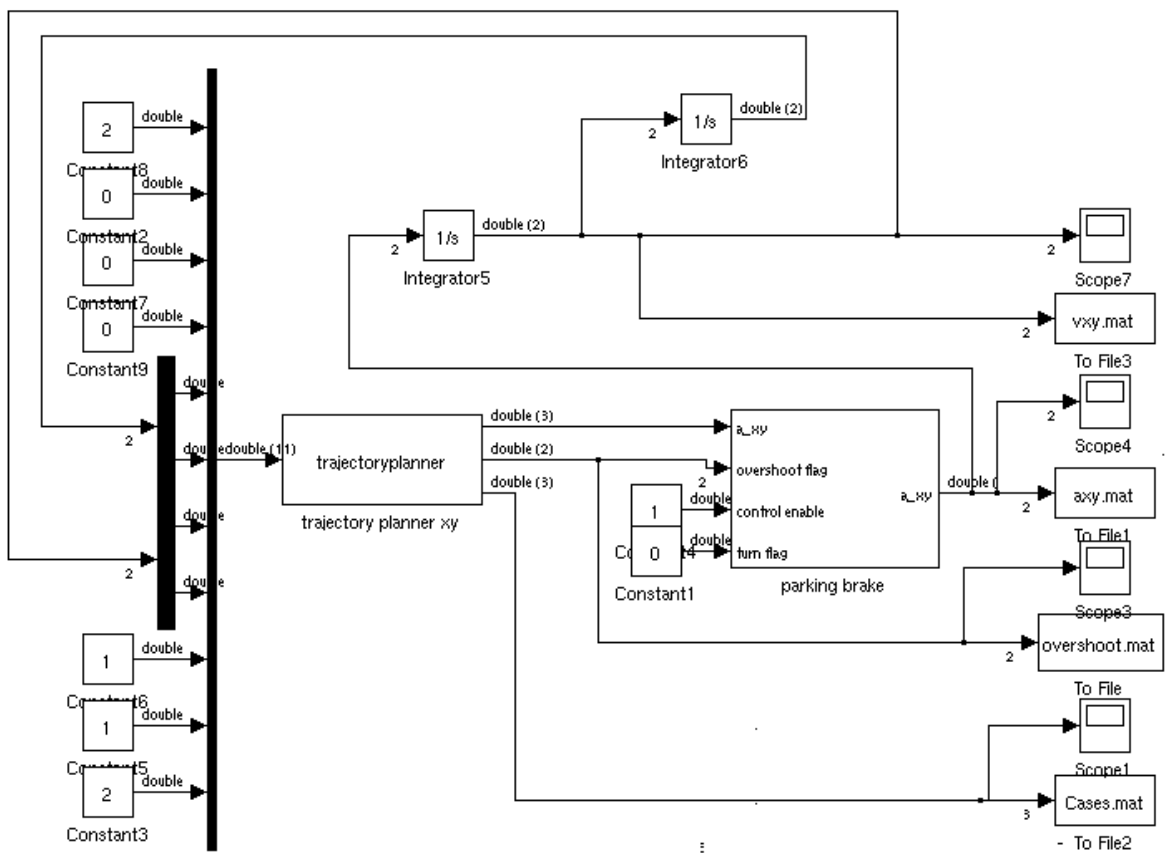 double (2)
1/s
2
Integrator6
double
2
Constant8
double
0
Constant2
double
0
Constant7
double
0
Constant9
double (2)
1/s
2
Integrator5
2
Scope7
vxy.mat
2
To File3
2
Scope4
double
double
double (11)
double
double
2
2
trajectoryplanner
trajectory planner xy
double (3)
double (2)
double (3)
a_xy
overshoot flag
2
control enable
turn flag
a_xy
parking brake
double
1
double
0
Constant1
double (
axy.mat
2
To File1
Scope3
overshoot.mat
2
To File
double
1
Constant6
double
1
Constant5
double
2
Constant3
Scope1
Cases.mat
3
- To File2